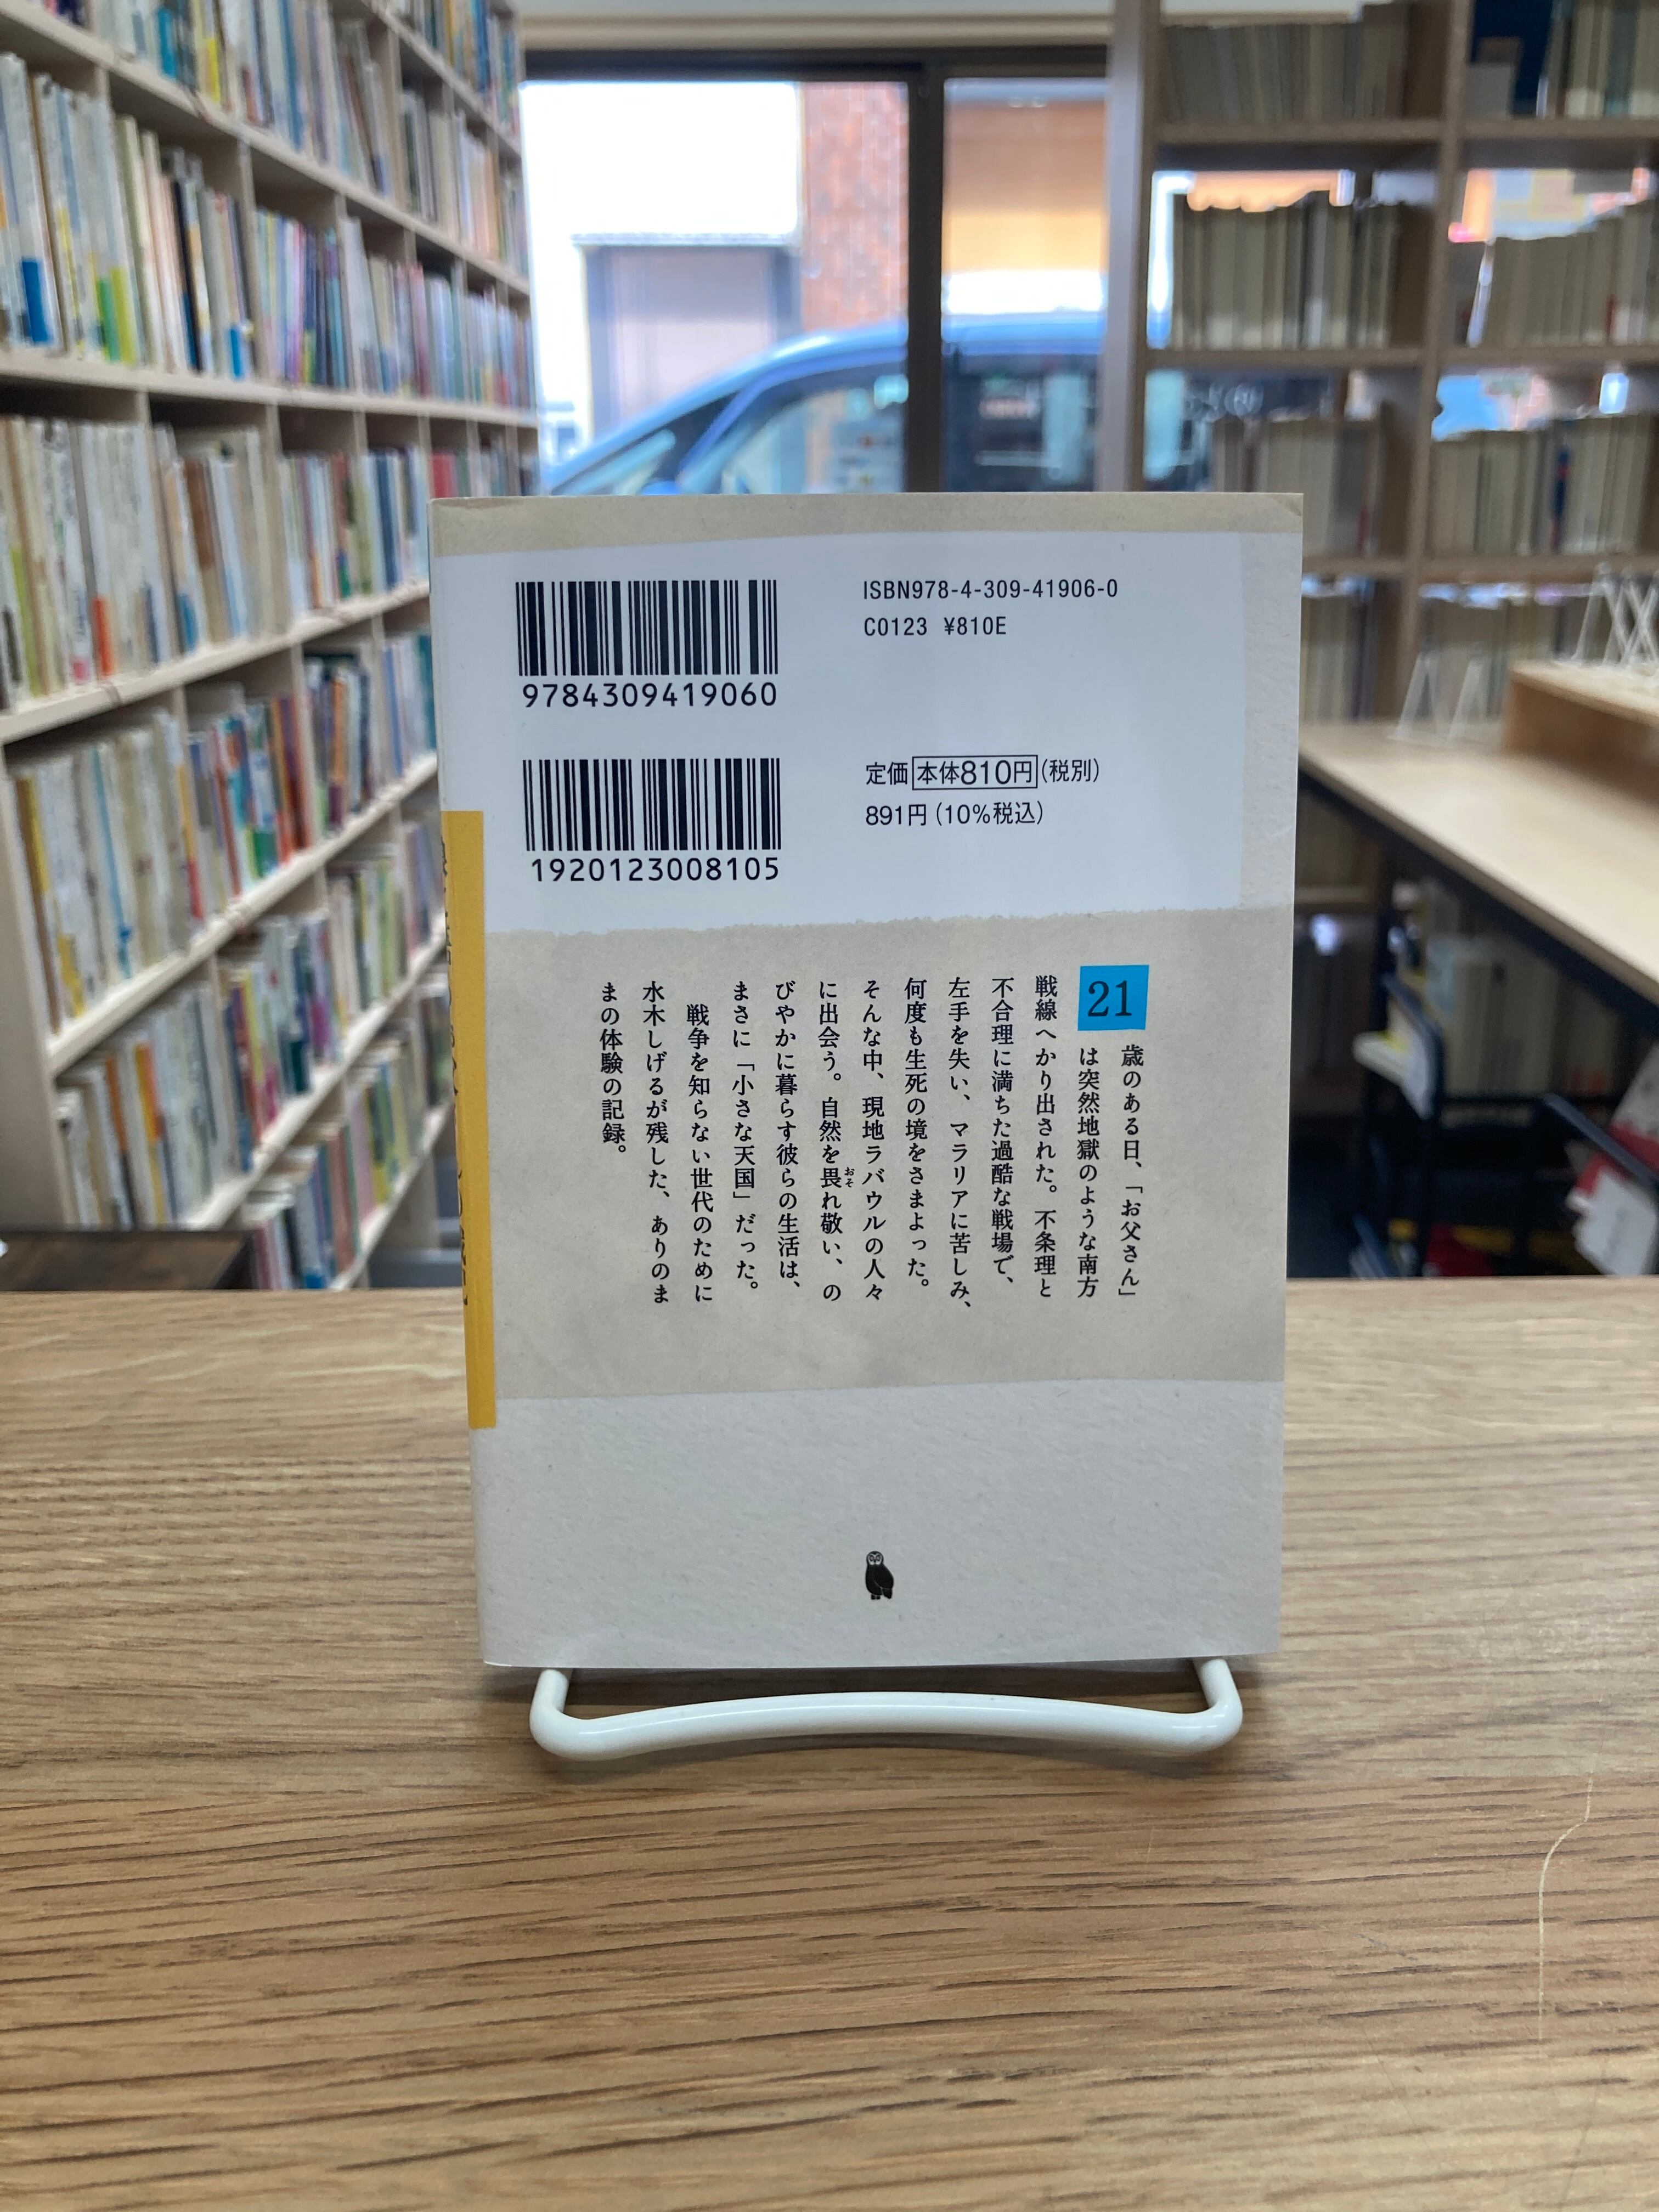 9784309419060
ISBN978-4-309-41906-0
C0123 ¥810E
1920123008105
定価 本体810円(税別)
891円(10%税込)
21歳のある日、「お父さん」
は突然地獄のような南方
戦線へかり出された。不条理と
不合理に満ちた過酷な戦場で、
左手を失い、マラリアに苦しみ、
何度も生死の境をさまよった。
そんな中、現地ラバウルの人々
に出会う。自然を畏れ敬い、の
おそ
びやかに暮らす彼らの生活は、
まさに「小さな天国」だった。
戦争を知らない世代のために
水木しげるが残した、ありのま
まの体験の記録。